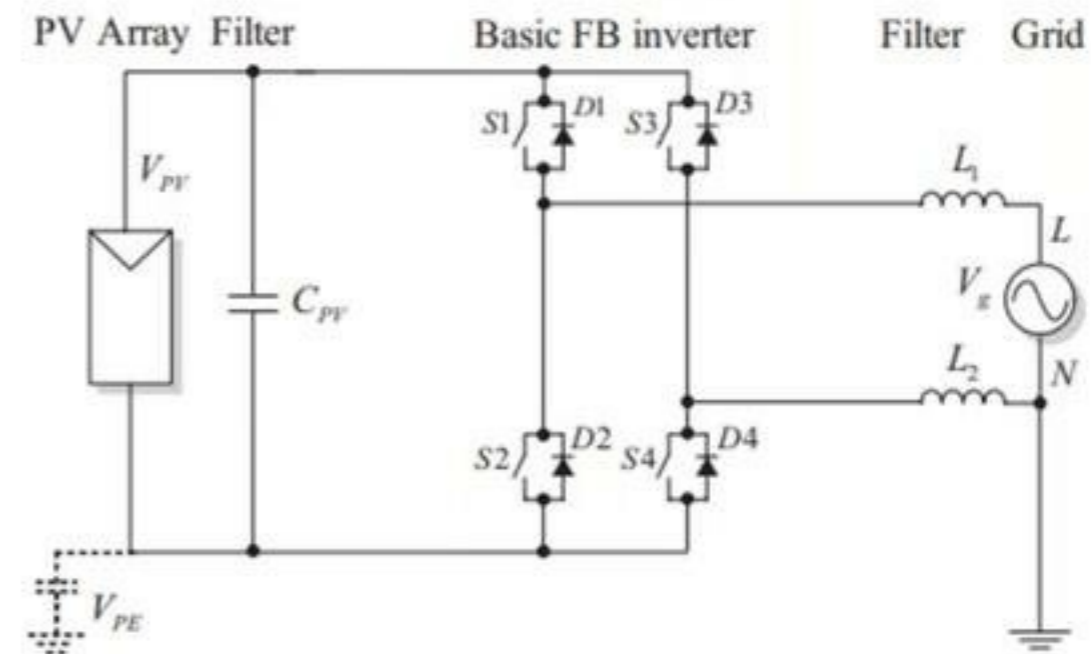 PV Array Filter Basic FB inverter Filter Grid
S1 D1 S3 D3
V_PV
L_1
L
C_PV
V_g
L_2
N
S2 D2 S4 D4
V_PE